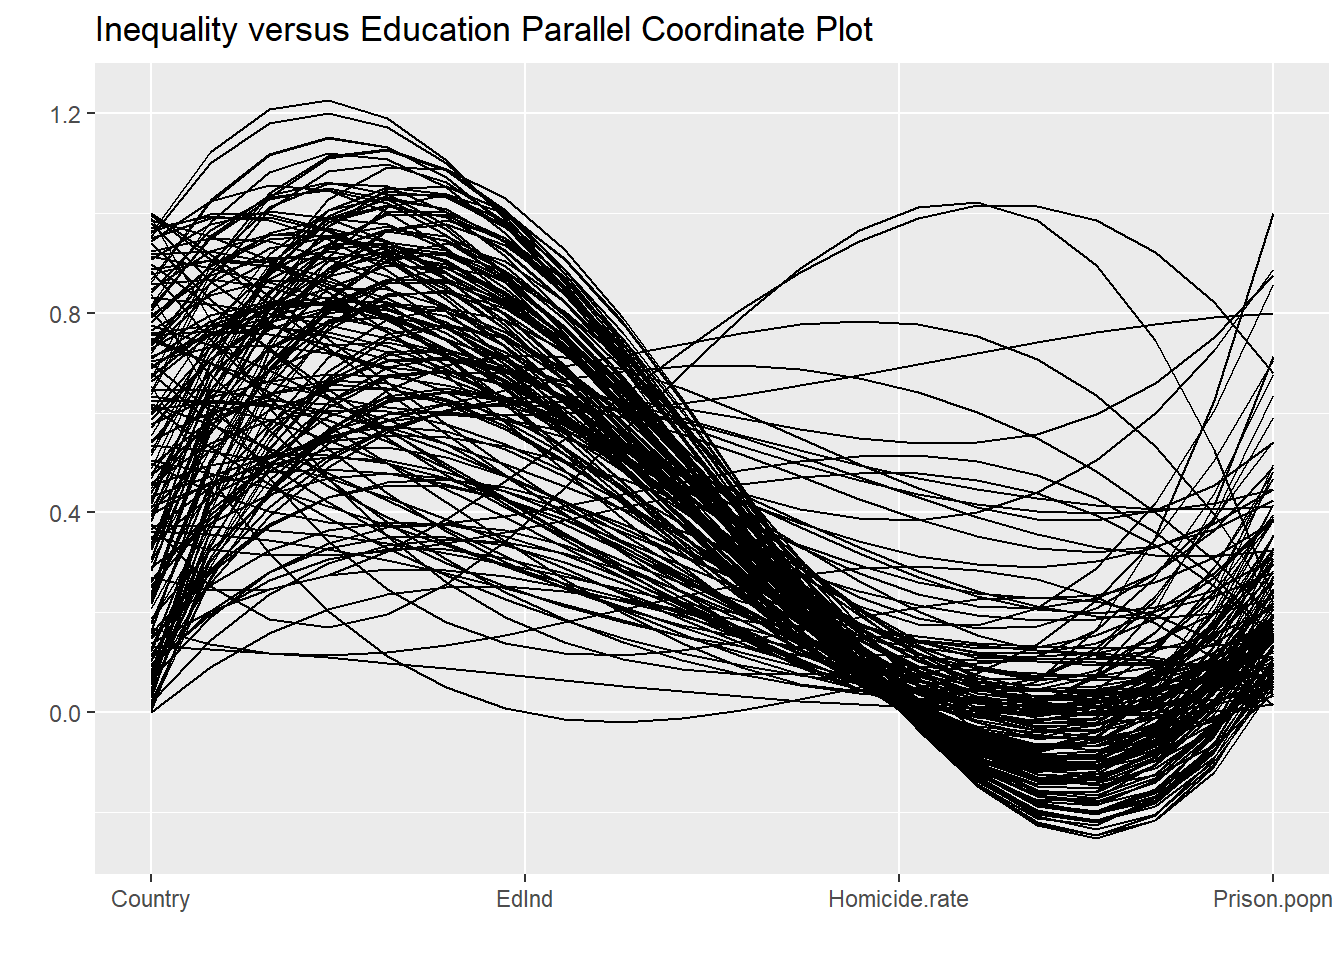 Inequality versus Education Parallel Coordinate Plot
1.2
0.8
0.4
0.0
Country EdInd Homicide.rate Prison.popn